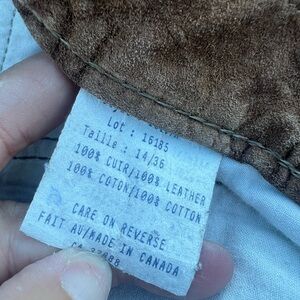 Lot : 16185
Taille : 14/36
100% CUIR/100% LEATHER
100% COTON/100% COTTON
CARE ON REVERSE
FAIT AU/MADE IN CANADA
CA